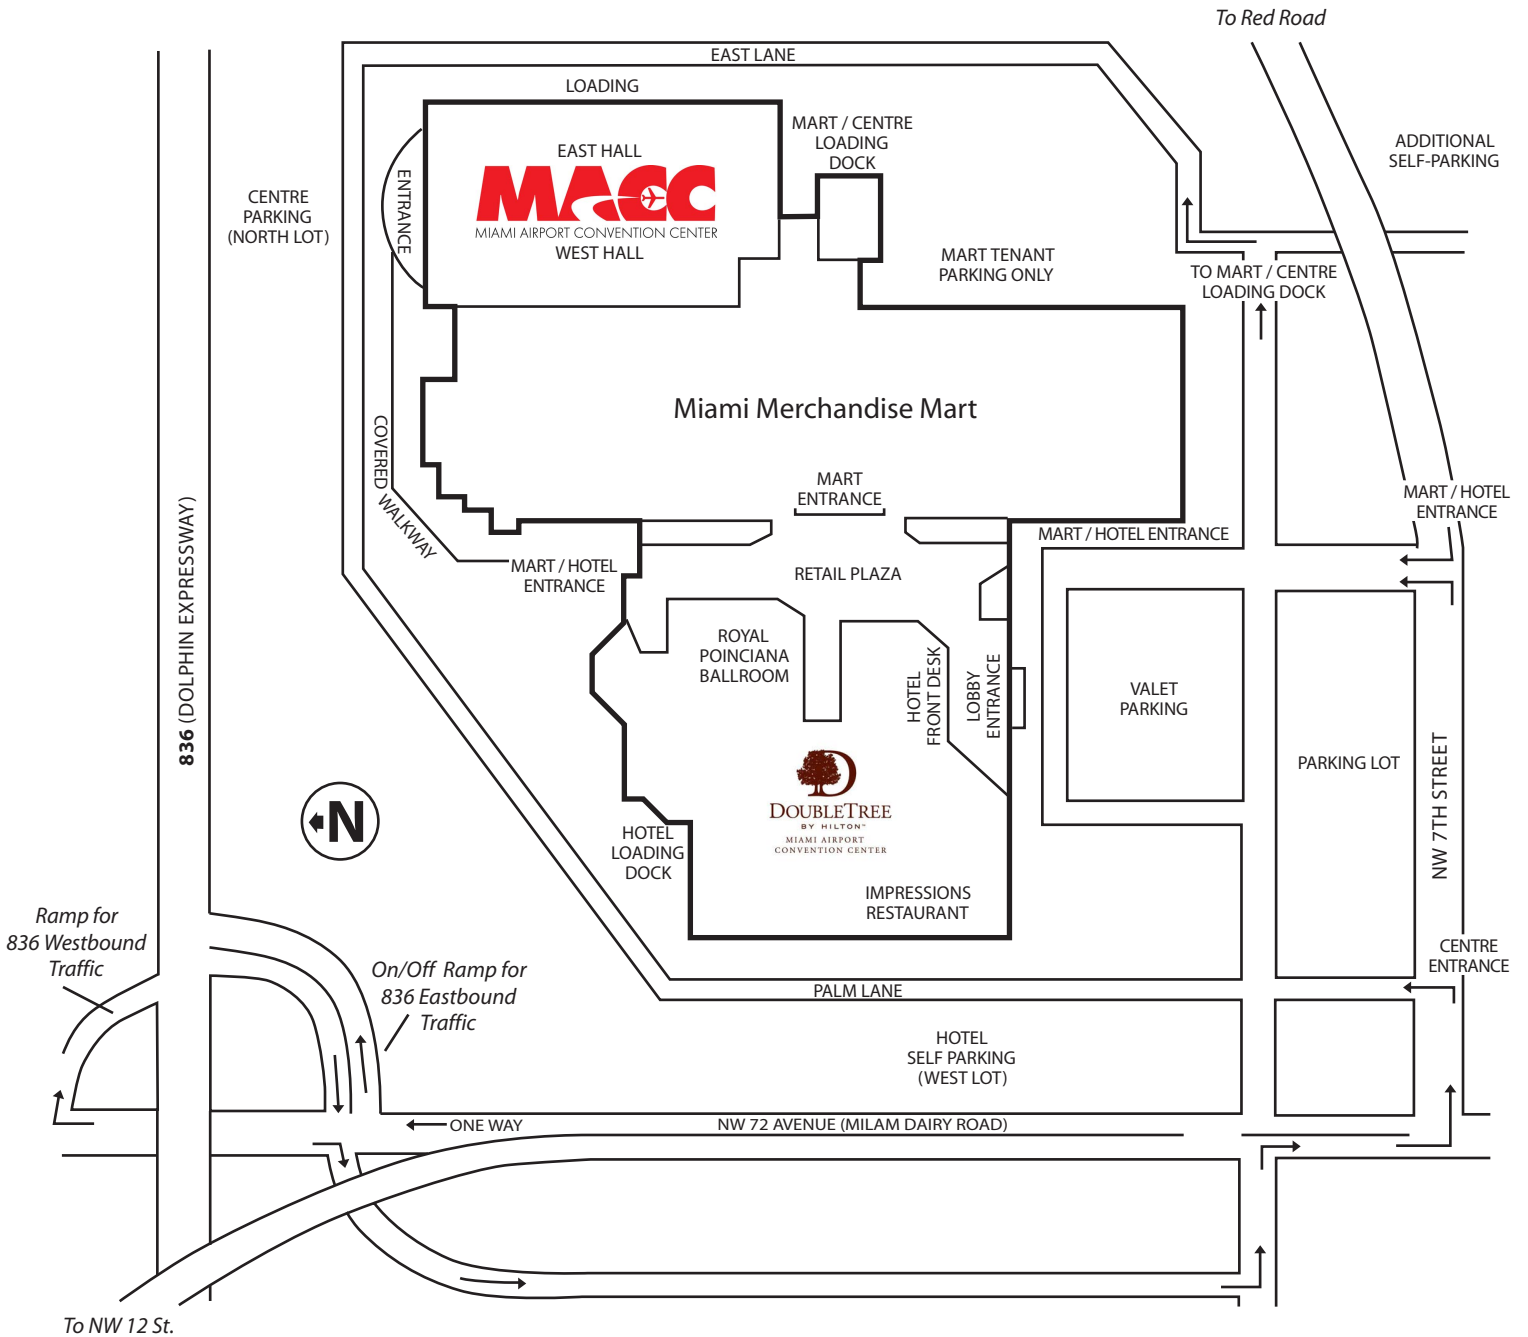 To Red Road
EAST LANE
LOADING
MART / CENTRE
LOADING
DOCK
ADDITIONAL
SELF-PARKING
EAST HALL
MACC
MIAMI AIRPORT CONVENTION CENTER
WEST HALL
ENTRANCE
CENTRE
PARKING
(NORTH LOT)
MART TENANT
PARKING ONLY
TO MART / CENTRE
LOADING DOCK
Miami Merchandise Mart
COVERED WALKWAY
MART
ENTRANCE
MART / HOTEL
ENTRANCE
MART / HOTEL ENTRANCE
MART / HOTEL
ENTRANCE
RETAIL PLAZA
836 (DOLPHIN EXPRESSWAY)
ROYAL
POINCIANA
BALLROOM
HOTEL
FRONT DESK
LOBBY
ENTRANCE
VALET
PARKING
PARKING LOT
NW 7TH STREET
N
D
DOUBLETREE
BY HILTON™
MIAMI AIRPORT
CONVENTION CENTER
HOTEL
LOADING
DOCK
IMPRESSIONS
RESTAURANT
Ramp for
836 Westbound
Traffic
On/Off Ramp for
836 Eastbound
Traffic
CENTRE
ENTRANCE
PALM LANE
HOTEL
SELF PARKING
(WEST LOT)
ONE WAY
NW 72 AVENUE (MILAM DAIRY ROAD)
To NW 12 St.